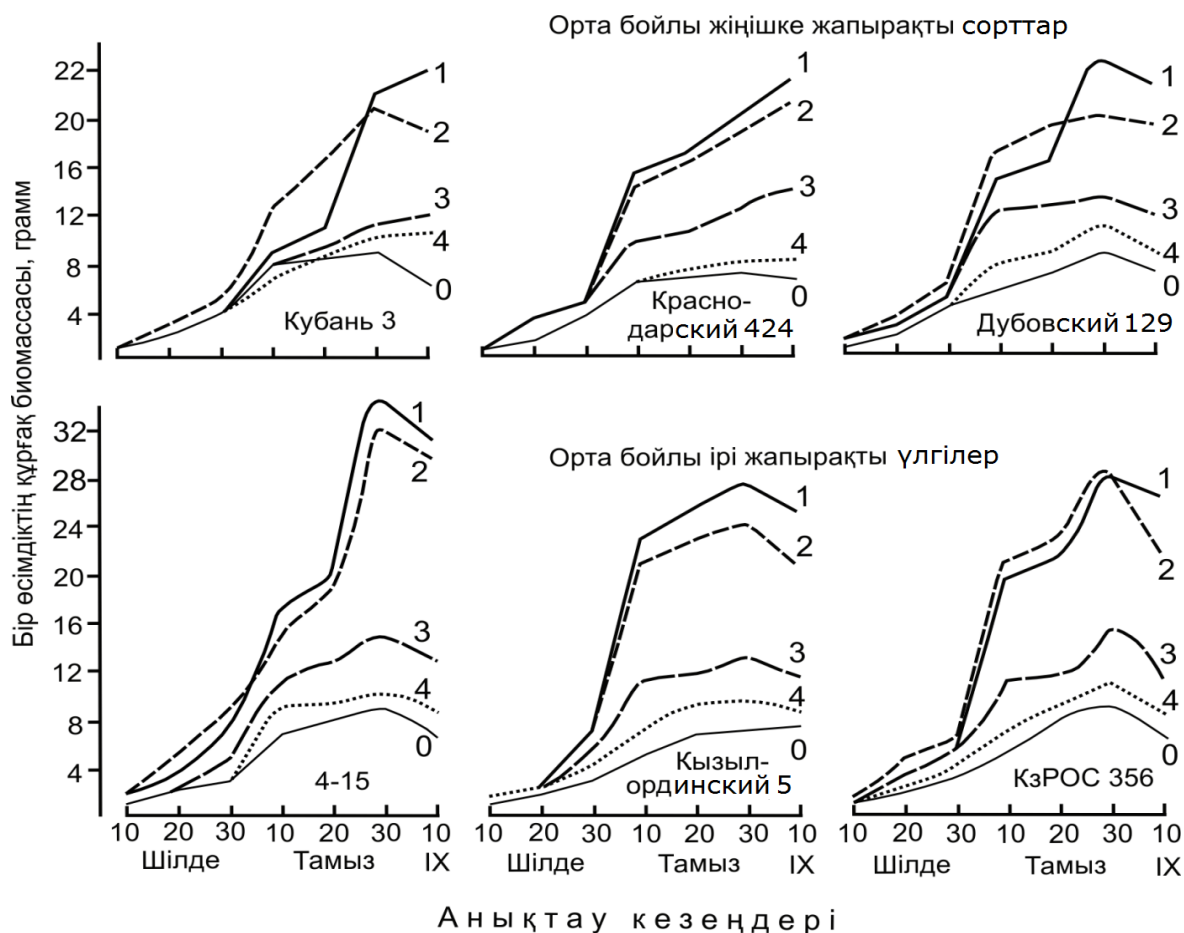 Орта бойлы жіңішке жапырақты сорттар
Бір өсімдіктің құрғақ биомассасы, грамм
22
20
16
12
8
4
1
2
3
4
0
Кубань 3
1
2
3
4
0
Красно-
дарский 424
1
2
3
4
0
Дубовский 129
Орта бойлы ірі жапырақты үлгілер
32
28
24
20
16
12
8
4
1
2
3
4
0
4-15
1
2
3
4
0
Кызыл-
ординский 5
1
2
3
4
0
КзРОС 356
10 20 30 10 20 30 10
Шілде Тамыз IX
10 20 30 10 20 30 10
Шілде Тамыз IX
10 20 30 10 20 30 10
Шілде Тамыз IX
Анықтау кезеңдері